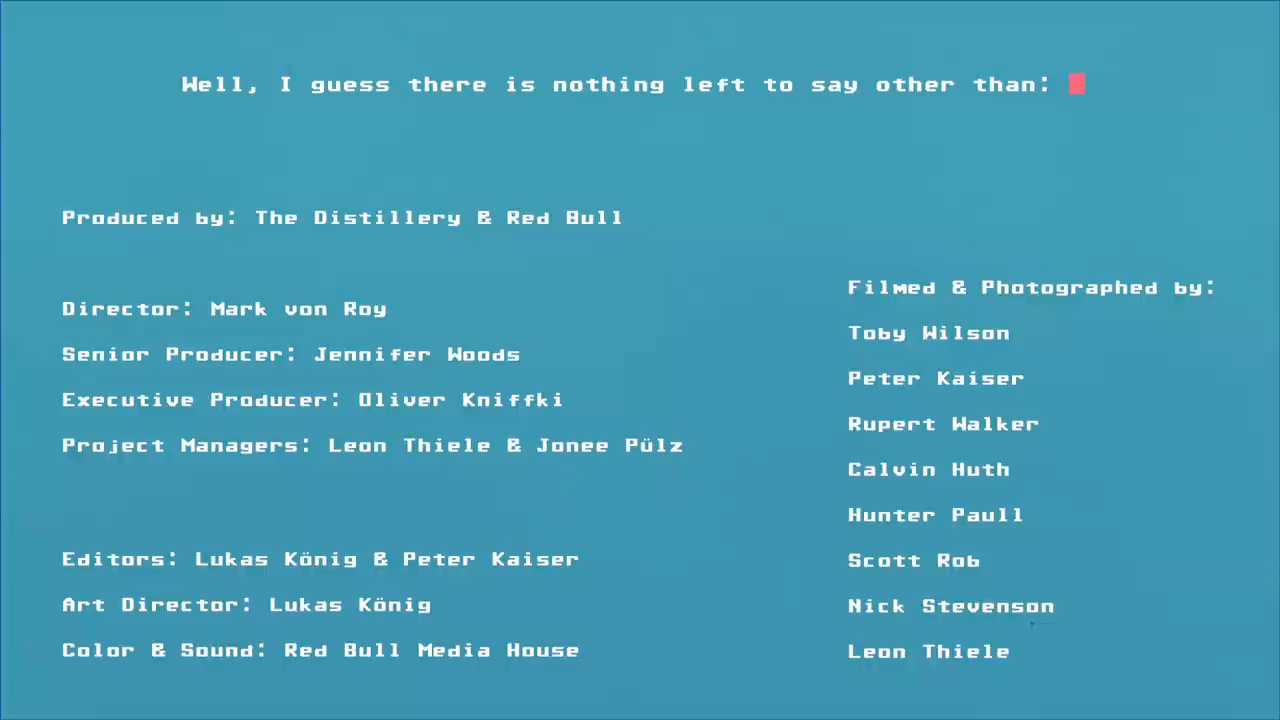 Well, I guess there is nothing left to say other than:
Produced by: The Distillery & Red Bull
Director: Mark von Roy
Senior Producer: Jennifer Woods
Executive Producer: Oliver Kniffki
Project Managers: Leon Thiele & Jonee Pülz
Editors: Lukas König & Peter Kaiser
Art Director: Lukas König
Color & Sound: Red Bull Media House
Filmed & Photographed by:
Toby Wilson
Peter Kaiser
Rupert Walker
Calvin Huth
Hunter Paull
Scott Rob
Nick Stevenson
Leon Thiele